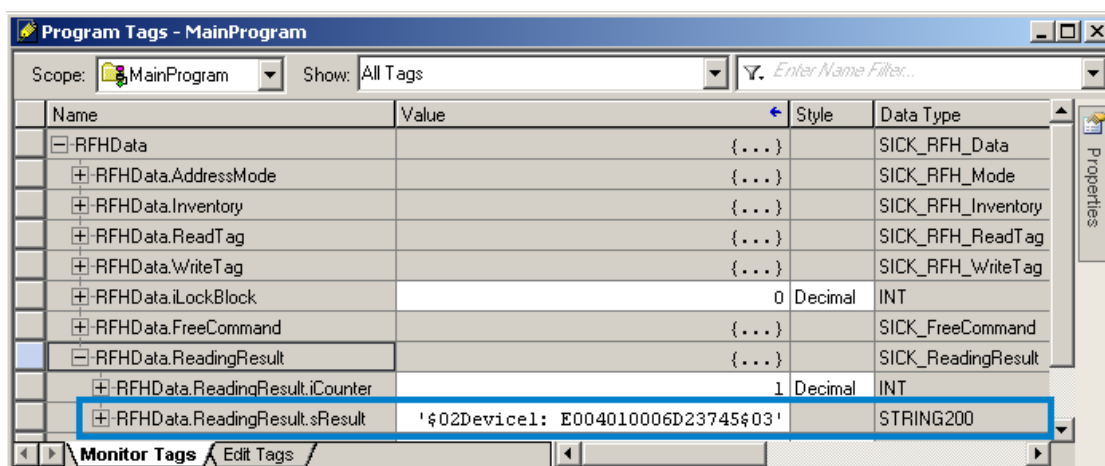 Program Tags - MainProgram
Scope: MainProgram Show: All Tags Enter Name Filter...
Name Value Style Data Type
RFHData {...} SICK_RFH_Data
RFHData.AddressMode {...} SICK_RFH_Mode
RFHData.Inventory {...} SICK_RFH_Inventory
RFHData.ReadTag {...} SICK_RFH_ReadTag
RFHData.WriteTag {...} SICK_RFH_WriteTag
RFHData.iLockBlock 0 Decimal INT
RFHData.FreeCommand {...} SICK_FreeCommand
RFHData.ReadingResult {...} SICK_ReadingResult
RFHData.ReadingResult.iCounter 1 Decimal INT
RFHData.ReadingResult.sResult '$02Device1: E004010006D23745$03' STRING200
Monitor Tags Edit Tags
Properties